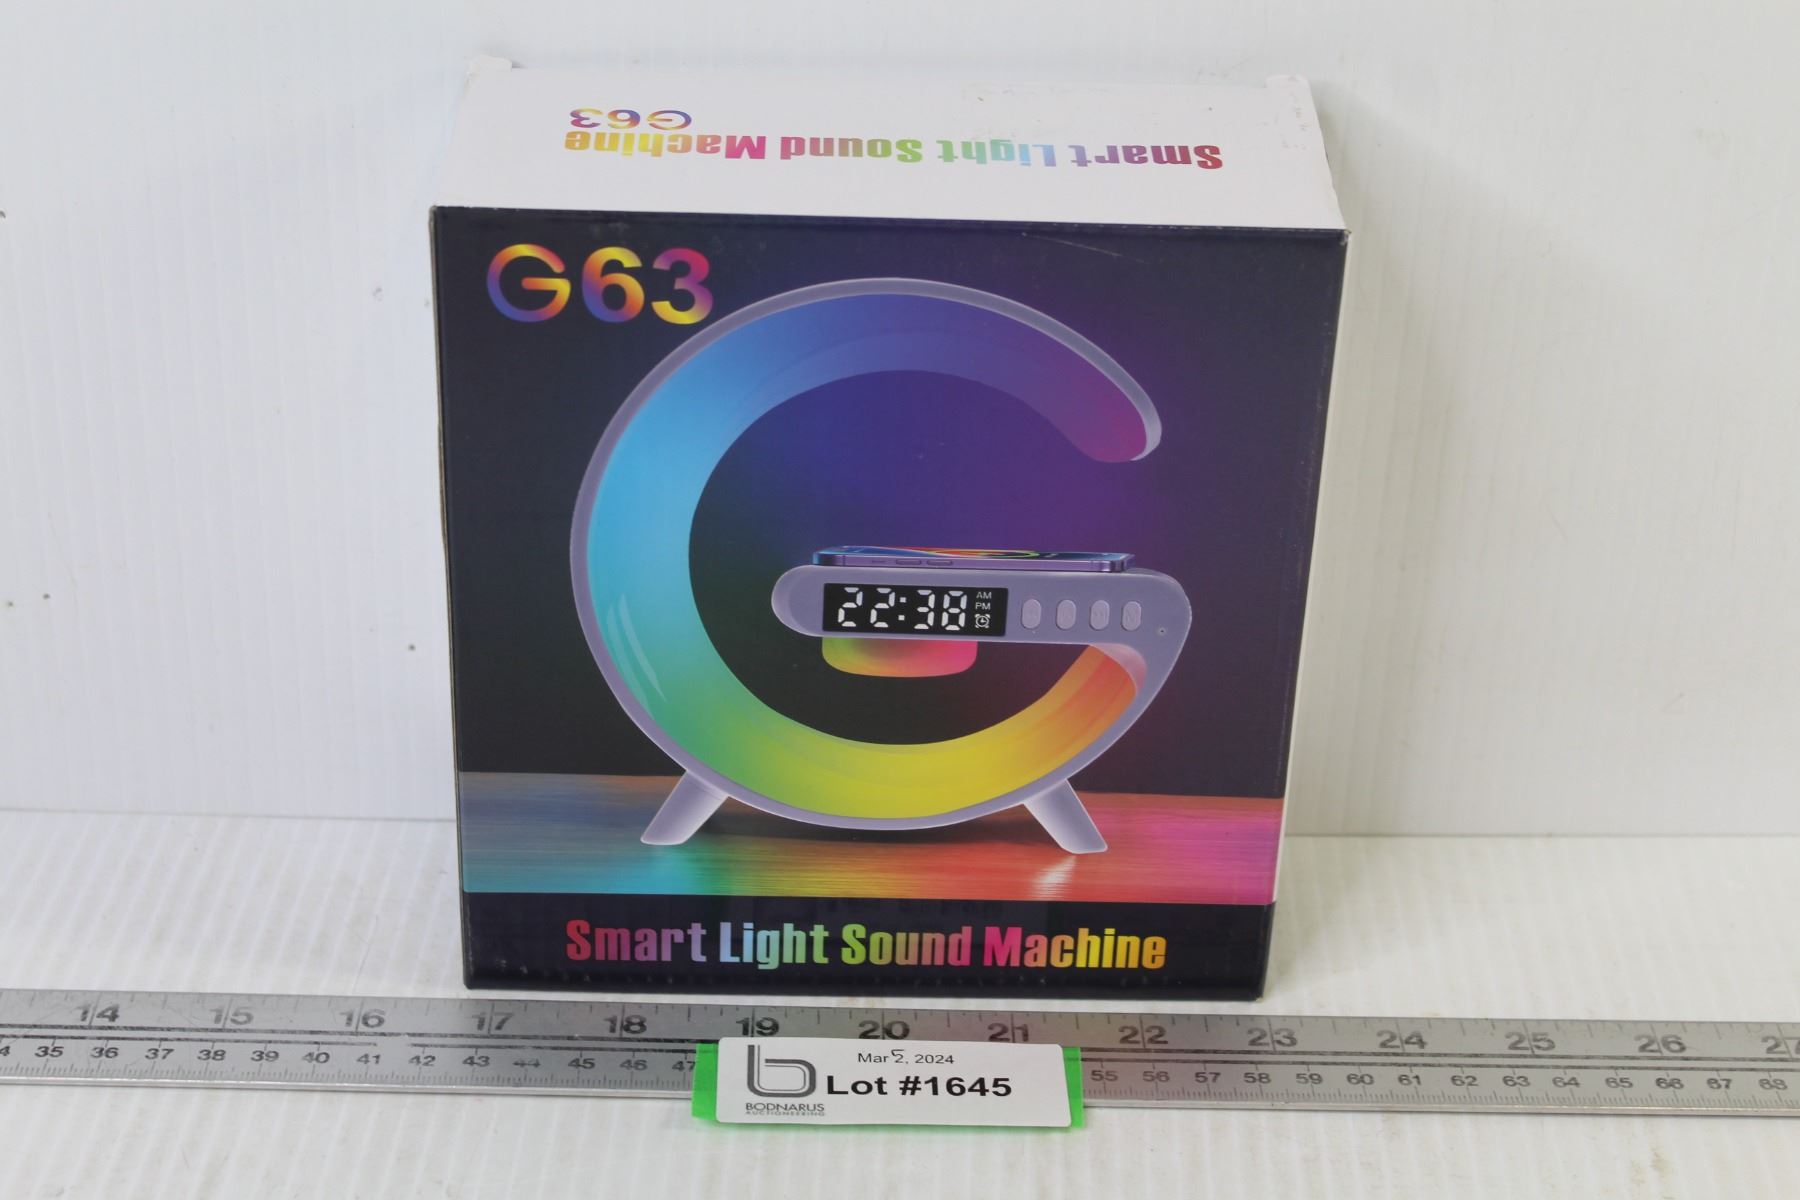 Smart Light Sound Machine
G63
G63
22:38
AM
PM
Smart Light Sound Machine
14 15 16 17 18 19 20 21 22 23 24 25 26 27
35 36 37 38 39 40 41 42 43 44 45 46 47 55 56 57 58 59 60 61 62 63 64 65 66 67 68
Mar 2, 2024
Lot #1645
BODNARUS
AUCTIONEERING